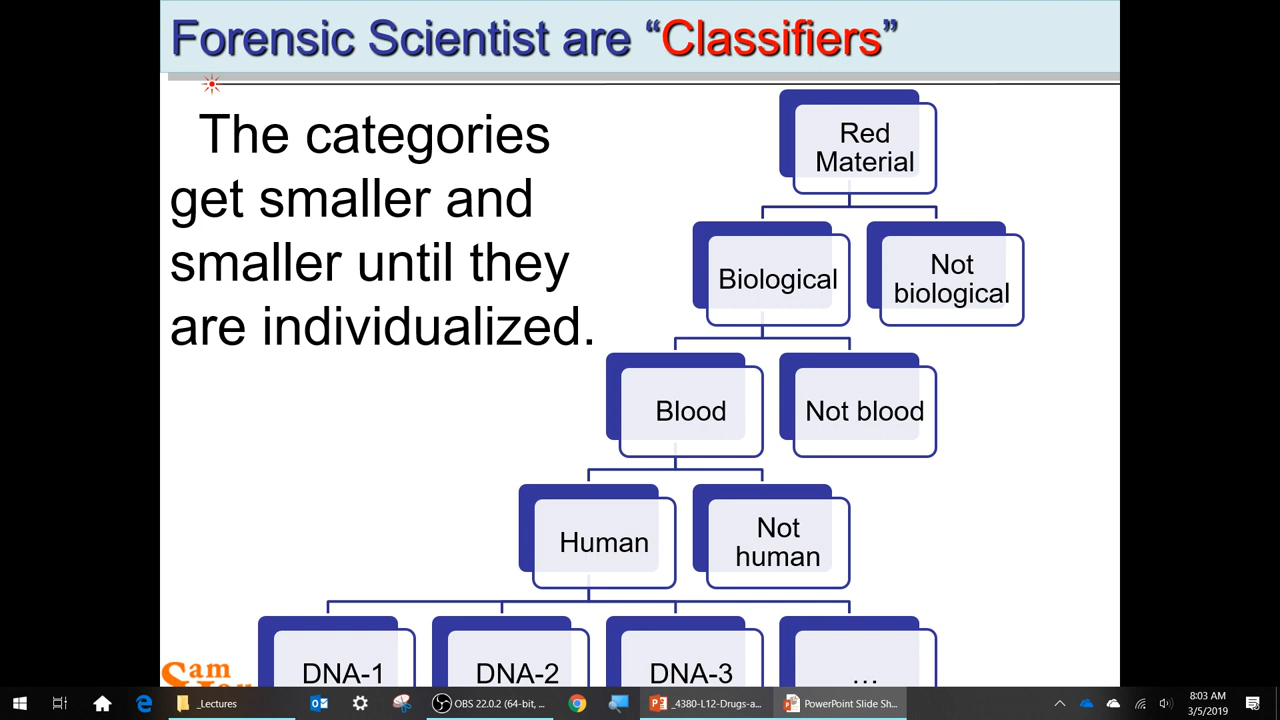 Forensic Scientist are “Classifiers”
The categories
get smaller and
smaller until they
are individualized.
Red
Material
Biological
Not
biological
Blood
Not blood
Human
Not
human
DNA-1
DNA-2
DNA-3
...
Sam
_Lectures
OBS 22.0.2 (64-bit, ...
_4380-L12-Drugs-a...
PowerPoint Slide Sh...
8:03 AM
3/5/2019